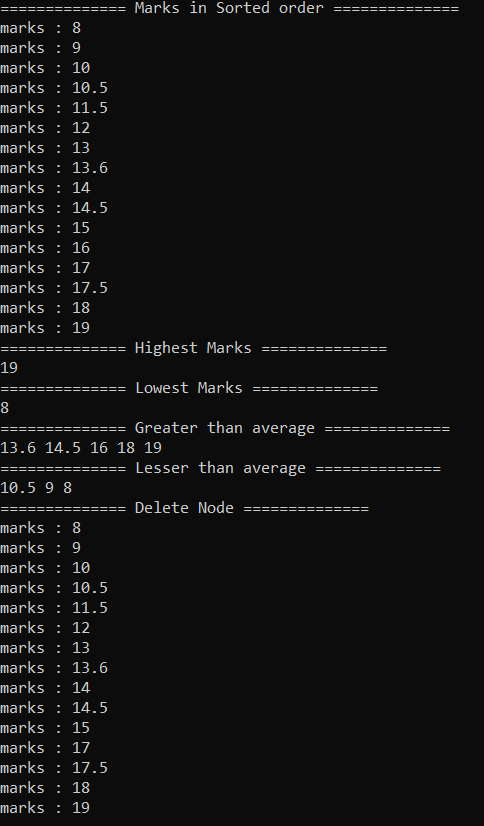 ============== Marks in Sorted order ==============
marks : 8
marks : 9
marks : 10
marks : 10.5
marks : 11.5
marks : 12
marks : 13
marks : 13.6
marks : 14
marks : 14.5
marks : 15
marks : 16
marks : 17
marks : 17.5
marks : 18
marks : 19
============== Highest Marks ==============
19
============== Lowest Marks ==============
8
============== Greater than average ==============
13.6 14.5 16 18 19
============== Lesser than average ==============
10.5 9 8
============== Delete Node ==============
marks : 8
marks : 9
marks : 10
marks : 10.5
marks : 11.5
marks : 12
marks : 13
marks : 13.6
marks : 14
marks : 14.5
marks : 15
marks : 17
marks : 17.5
marks : 18
marks : 19